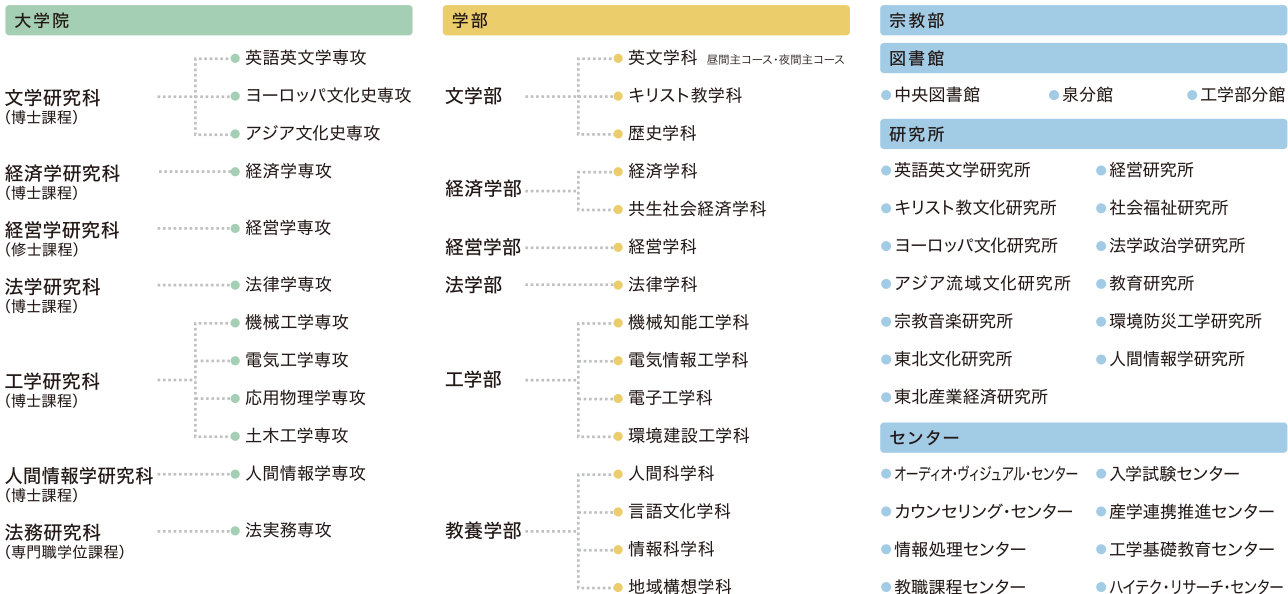 大学院
文学研究科
(博士課程)
英語英文学専攻
ヨーロッパ文化史専攻
アジア文化史専攻
経済学研究科
(博士課程)
経済学専攻
経営学研究科
(修士課程)
経営学専攻
法学研究科
(博士課程)
法律学専攻
工学研究科
(博士課程)
機械工学専攻
電気工学専攻
応用物理学専攻
土木工学専攻
人間情報学研究科
(博士課程)
人間情報学専攻
法務研究科
(専門職学位課程)
法実務専攻
学部
文学部
英文学科 昼間主コース・夜間主コース
キリスト教学科
歴史学科
経済学部
経済学科
共生社会経済学科
経営学部
経営学科
法学部
法律学科
工学部
機械知能工学科
電気情報工学科
電子工学科
環境建設工学科
教養学部
人間科学科
言語文化学科
情報科学科
地域構想学科
宗教部
図書館
中央図書館 泉分館 工学部分館
研究所
英語英文学研究所 経営研究所
キリスト教文化研究所 社会福祉研究所
ヨーロッパ文化研究所 法学政治学研究所
アジア流域文化研究所 教育研究所
宗教音楽研究所 環境防災工学研究所
東北文化研究所 人間情報学研究所
東北産業経済研究所
センター
オーディオ・ヴィジュアル・センター 入学試験センター
カウンセリング・センター 産学連携推進センター
情報処理センター 工学基礎教育センター
教職課程センター ハイテク・リサーチ・センター